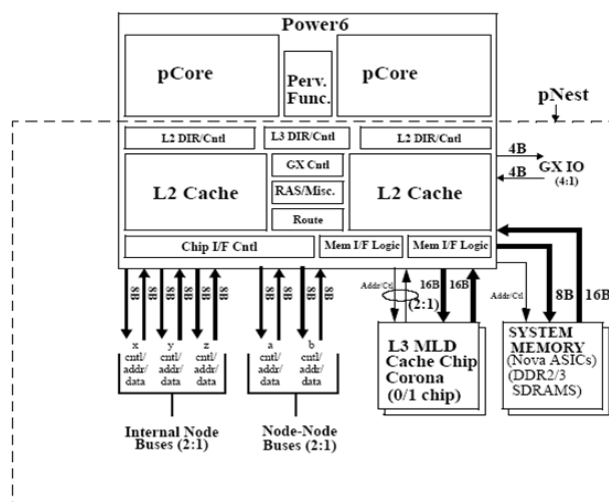 Power6
pCore
Perv.
Func.
pCore
pNest
L2 DIR/Cntl
L3 DIR/Cntl
L2 DIR/Cntl
L2 Cache
GX Cntl
RAS/Misc.
Route
L2 Cache
4B
4B
GX IO
(4:1)
Chip I/F Cntl
Mem I/F Logic
Mem I/F Logic
8B
8B
8B
8B
8B
8B
8B
8B
8B
8B
Addr/Ctl
16B
16B
(2:1)
Addr/Ctl
8B
16B
x
cntl/
addr/
data
y
cntl/
addr/
data
z
cntl/
addr/
data
a
cntl/
addr/
data
b
cntl/
addr/
data
L3 MLD
Cache Chip
Corona
(0/1 chip)
SYSTEM
MEMORY
(Nova ASICs)
(DDR2/3
SDRAMS)
Internal Node
Buses (2:1)
Node-Node
Buses (2:1)